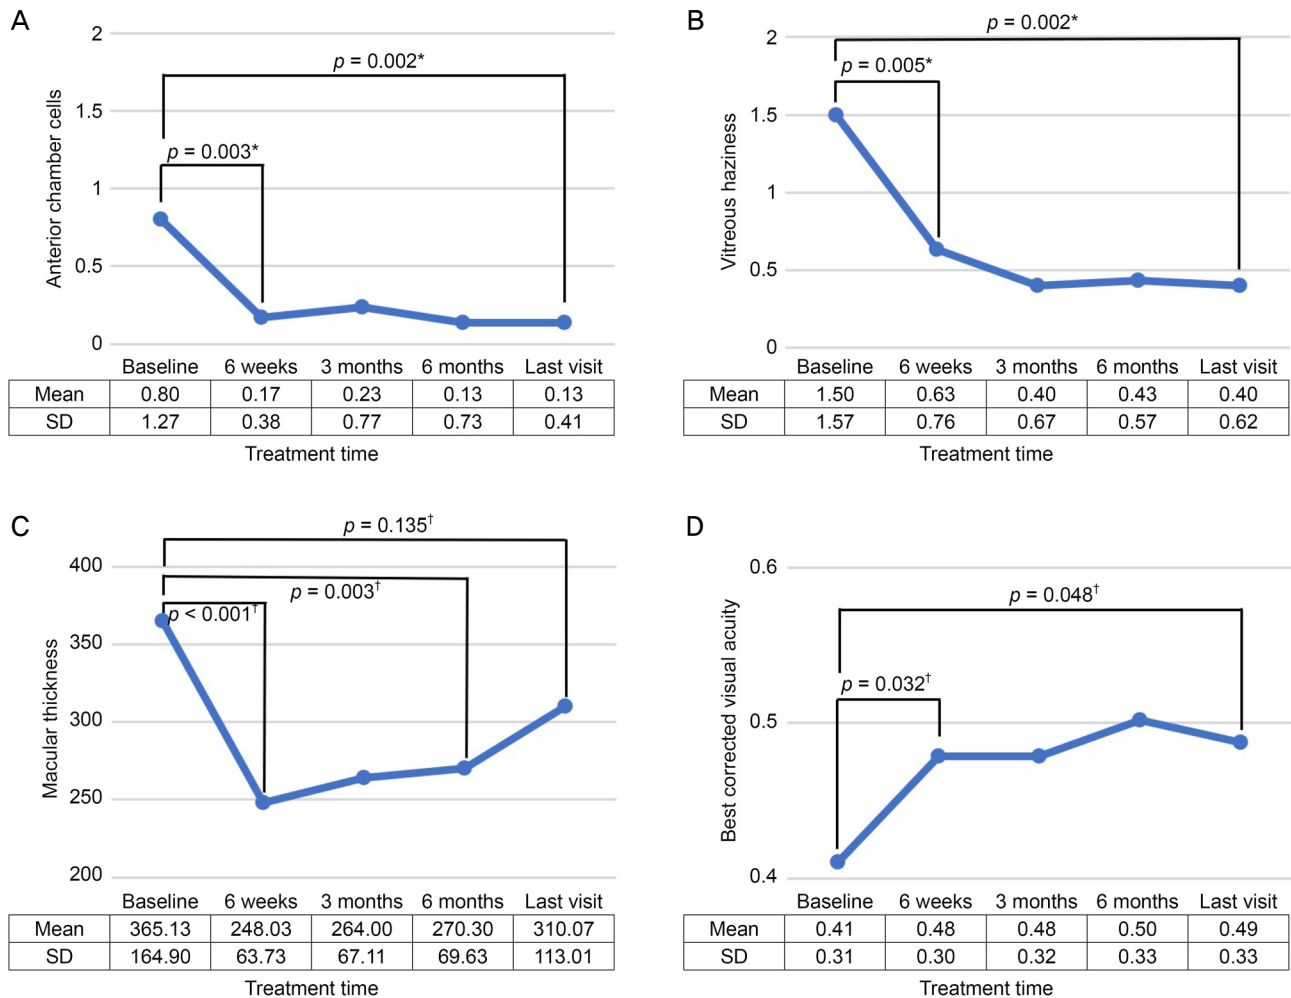 A
p = 0.002*
p = 0.003*
Anterior chamber cells
2
1.5
1
0.5
0
Baseline 6 weeks 3 months 6 months Last visit
Mean 0.80 0.17 0.23 0.13 0.13
SD 1.27 0.38 0.77 0.73 0.41
Treatment time
B
p = 0.002*
p = 0.005*
Vitreous haziness
2
1.5
1
0.5
0
Baseline 6 weeks 3 months 6 months Last visit
Mean 1.50 0.63 0.40 0.43 0.40
SD 1.57 0.76 0.67 0.57 0.62
Treatment time
C
p = 0.135†
p = 0.003†
p < 0.001†
Macular thickness
400
350
300
250
200
Baseline 6 weeks 3 months 6 months Last visit
Mean 365.13 248.03 264.00 270.30 310.07
SD 164.90 63.73 67.11 69.63 113.01
Treatment time
D
p = 0.048†
p = 0.032†
Best corrected visual acuity
0.6
0.5
0.4
Baseline 6 weeks 3 months 6 months Last visit
Mean 0.41 0.48 0.48 0.50 0.49
SD 0.31 0.30 0.32 0.33 0.33
Treatment time